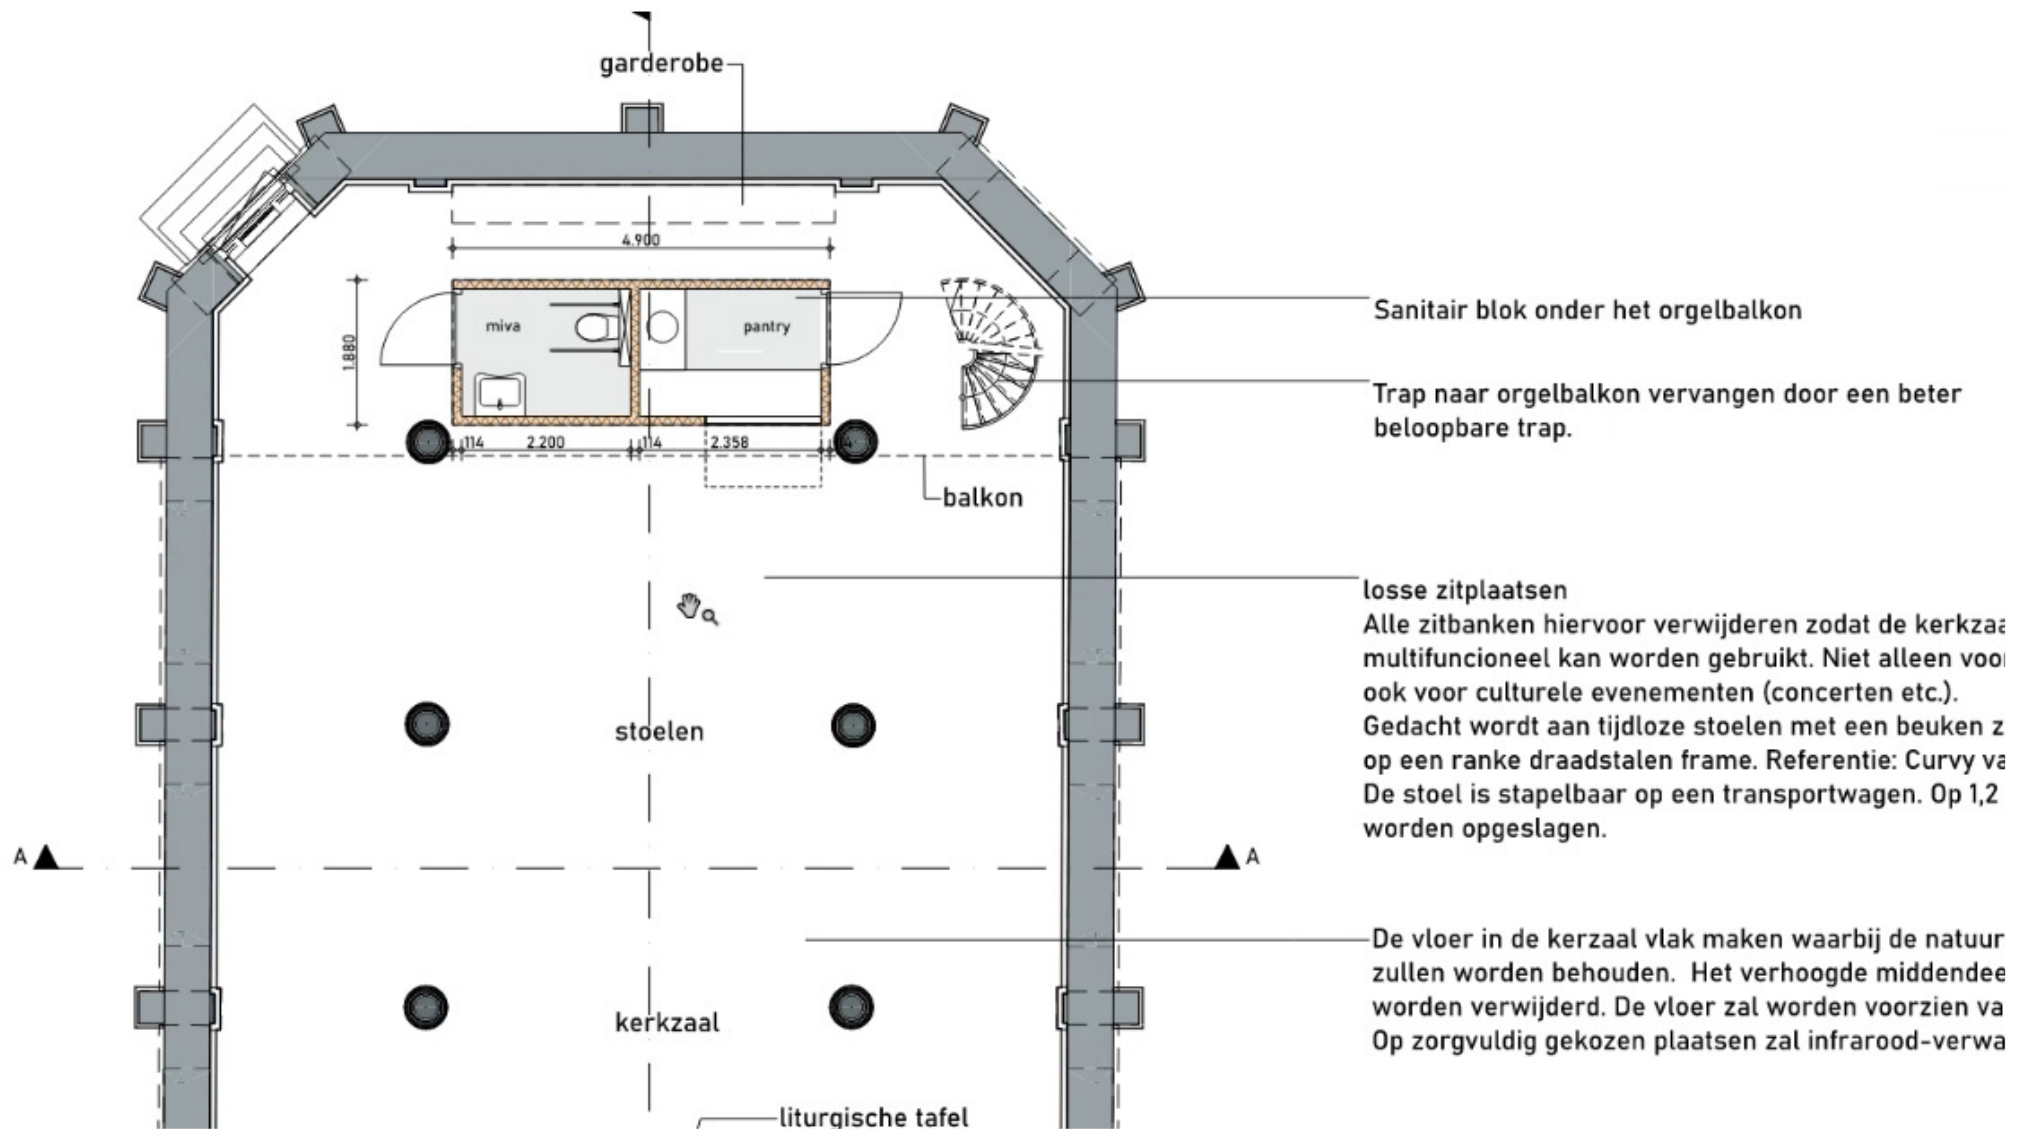 garderobe
4.900
1.880
miva
pantry
114
2.200
114
2.358
balkon
Sanitair blok onder het orgelbalkon
Trap naar orgelbalkon vervangen door een beter
beloopbare trap.
losse zitplaatsen
Alle zitbanken hiervoor verwijderen zodat de kerkzaa
multifuncioneel kan worden gebruikt. Niet alleen voor
ook voor culturele evenementen (concerten etc.).
Gedacht wordt aan tijdloze stoelen met een beuken z
op een ranke draadstalen frame. Referentie: Curvy va
De stoel is stapelbaar op een transportwagen. Op 1,2
worden opgeslagen.
stoelen
A
A
De vloer in de kerzaal vlak maken waarbij de natuur
zullen worden behouden. Het verhoogde middendee
worden verwijderd. De vloer zal worden voorzien va
Op zorgvuldig gekozen plaatsen zal infrarood-verwa
kerkzaal
liturgische tafel